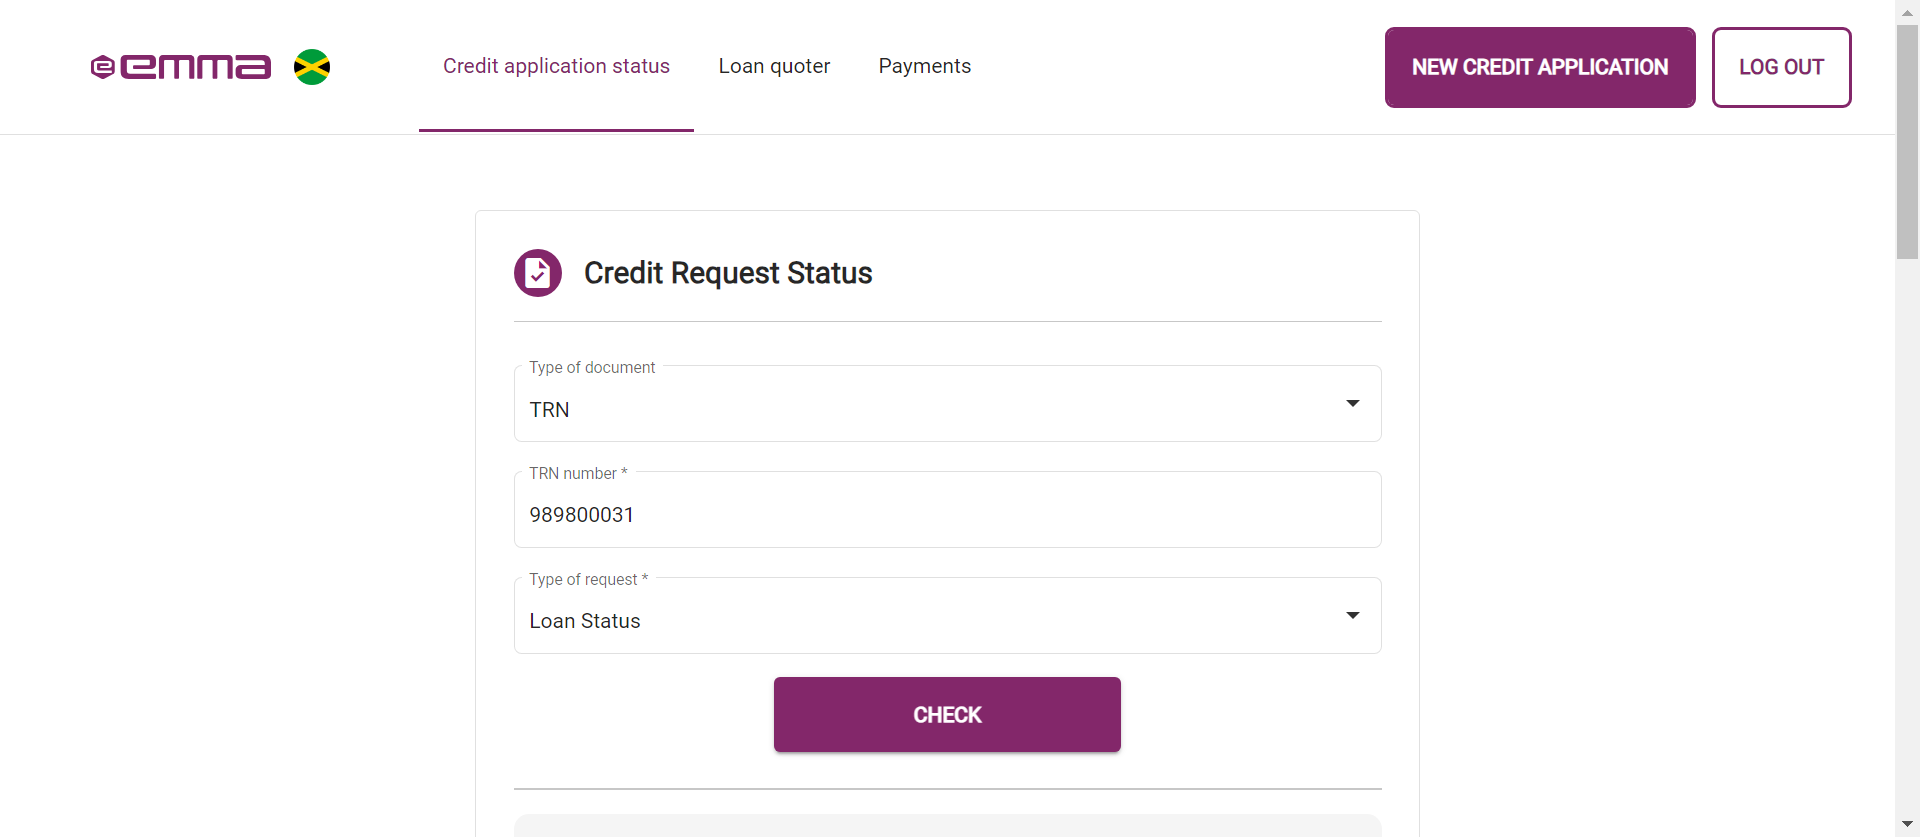 emma
Credit application status
Loan quoter
Payments
NEW CREDIT APPLICATION
LOG OUT
Credit Request Status
Type of document
TRN
TRN number *
989800031
Type of request *
Loan Status
CHECK